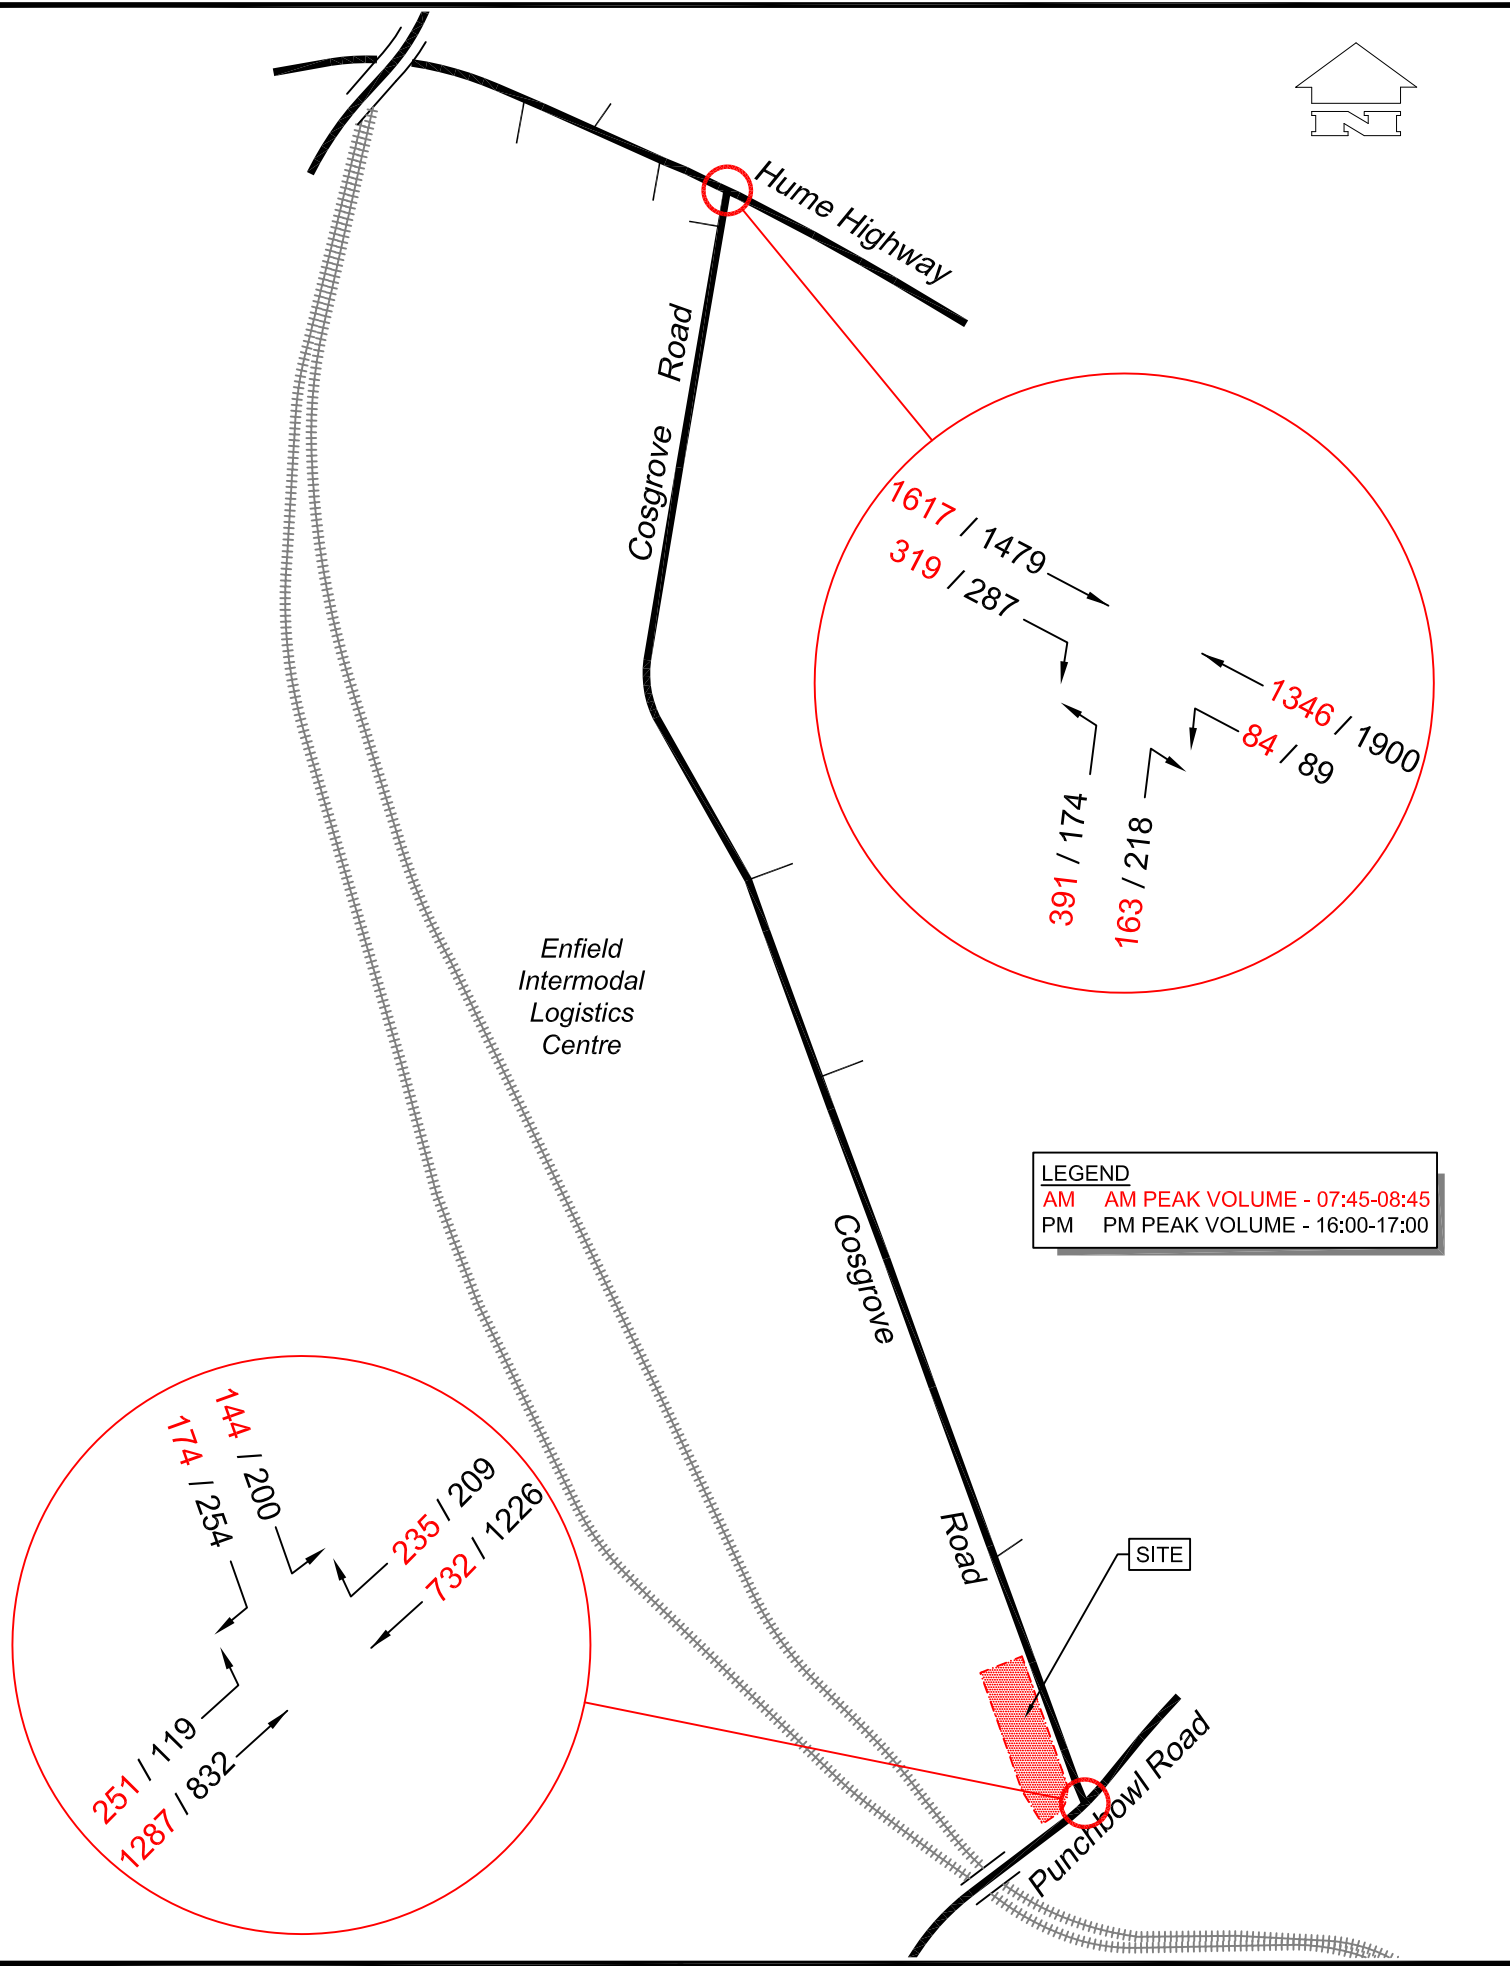 N
Hume Highway
Cosgrove Road
1617 / 1479
319 / 287
1346 / 1900
84 / 89
391 / 174
163 / 218
Enfield
Intermodal
Logistics
Centre
LEGEND
AM AM PEAK VOLUME - 07:45-08:45
PM PM PEAK VOLUME - 16:00-17:00
Cosgrove Road
144 / 200
174 / 254
235 / 209
732 / 1226
251 / 119
1287 / 832
SITE
Punchbowl Road